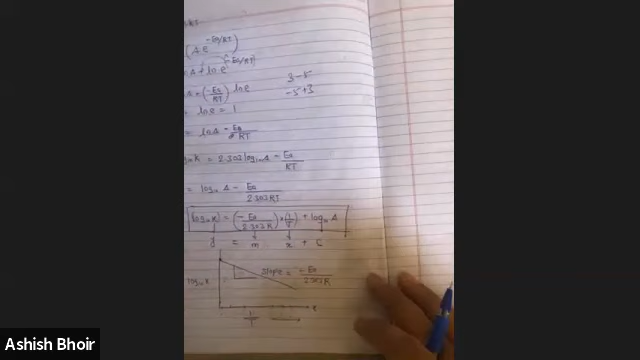 (A e^-Ea/RT)
ln A + ln e^(-Ea/RT)
ln A + (-Ea/RT) ln e
3-5
-5+3
ln e = 1
= ln A - Ea/RT
log₁₀ K = 2.303 log₁₀ A - Ea/RT
= log₁₀ A - Ea/2.303RT
log₁₀ K = (-Ea/2.303R) × (1/T) + log₁₀ A
y = m x + c
log₁₀ K
slope = -Ea/2.303R
x
Ashish Bhoir